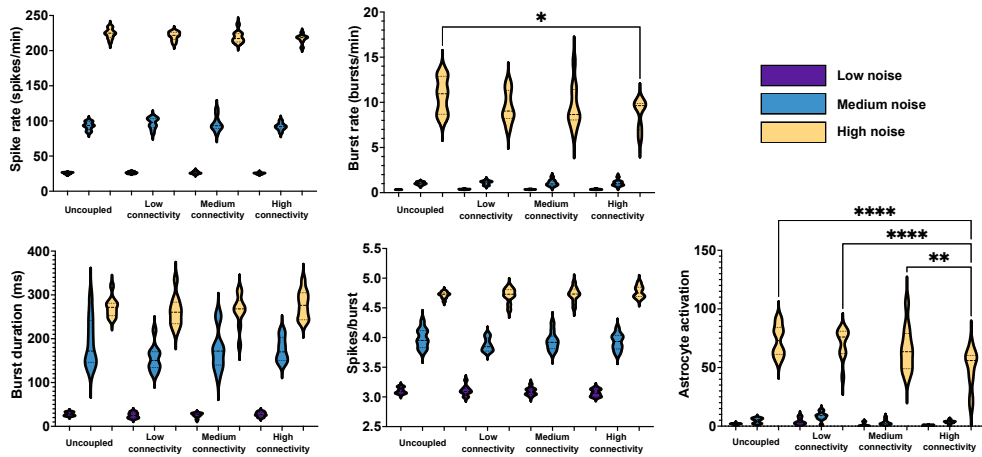 Spike rate (spikes/min)
250
200
150
100
50
0
Uncoupled
Low
connectivity
Medium
connectivity
High
connectivity
Burst rate (bursts/min)
20
15
10
5
0
*
Uncoupled
Low
connectivity
Medium
connectivity
High
connectivity
Low noise
Medium noise
High noise
Burst duration (ms)
400
300
200
100
0
Uncoupled
Low
connectivity
Medium
connectivity
High
connectivity
Spikes/burst
5.5
5.0
4.5
4.0
3.5
3.0
2.5
Uncoupled
Low
connectivity
Medium
connectivity
High
connectivity
Astrocyte activation
150
100
50
0
****
****
**
Uncoupled
Low
connectivity
Medium
connectivity
High
connectivity